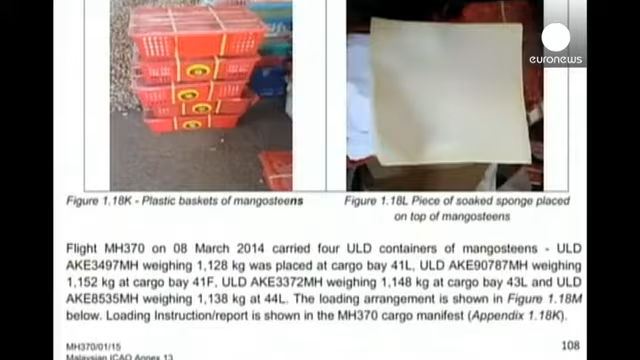 euronews
Figure 1.18K - Plastic baskets of mangosteens
Figure 1.18L Piece of soaked sponge placed
on top of mangosteens
Flight MH370 on 08 March 2014 carried four ULD containers of mangosteens - ULD
AKE3497MH weighing 1,128 kg was placed at cargo bay 41L, ULD AKE90787MH weighing
1,152 kg at cargo bay 41F, ULD AKE3372MH weighing 1,148 kg at cargo bay 43L and ULD
AKE8535MH weighing 1,138 kg at 44L. The loading arrangement is shown in Figure 1.18M
below. Loading Instruction/report is shown in the MH370 cargo manifest (Appendix 1.18K).
MH370/01/15
108
Malaysian ICAO Annex 13